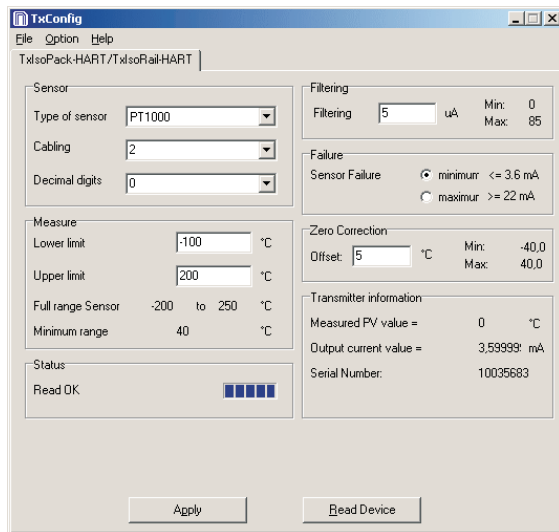 TxConfig
File Option Help
TxIsoPack-HART/TxIsoRail-HART
Sensor
Type of sensor PT1000
Cabling 2
Decimal digits 0
Measure
Lower limit -100 °C
Upper limit 200 °C
Full range Sensor -200 to 250 °C
Minimum range 40 °C
Status
Read OK
Filtering
Filtering 5 uA Min: 0
Max: 85
Failure
Sensor Failure minimum <= 3.6 mA
maximur >= 22 mA
Zero Correction
Offset: 5 °C Min: -40,0
Max: 40,0
Transmitter information
Measured PV value = 0 °C
Output current value = 3,59999 mA
Serial Number: 10035683
Apply Read Device